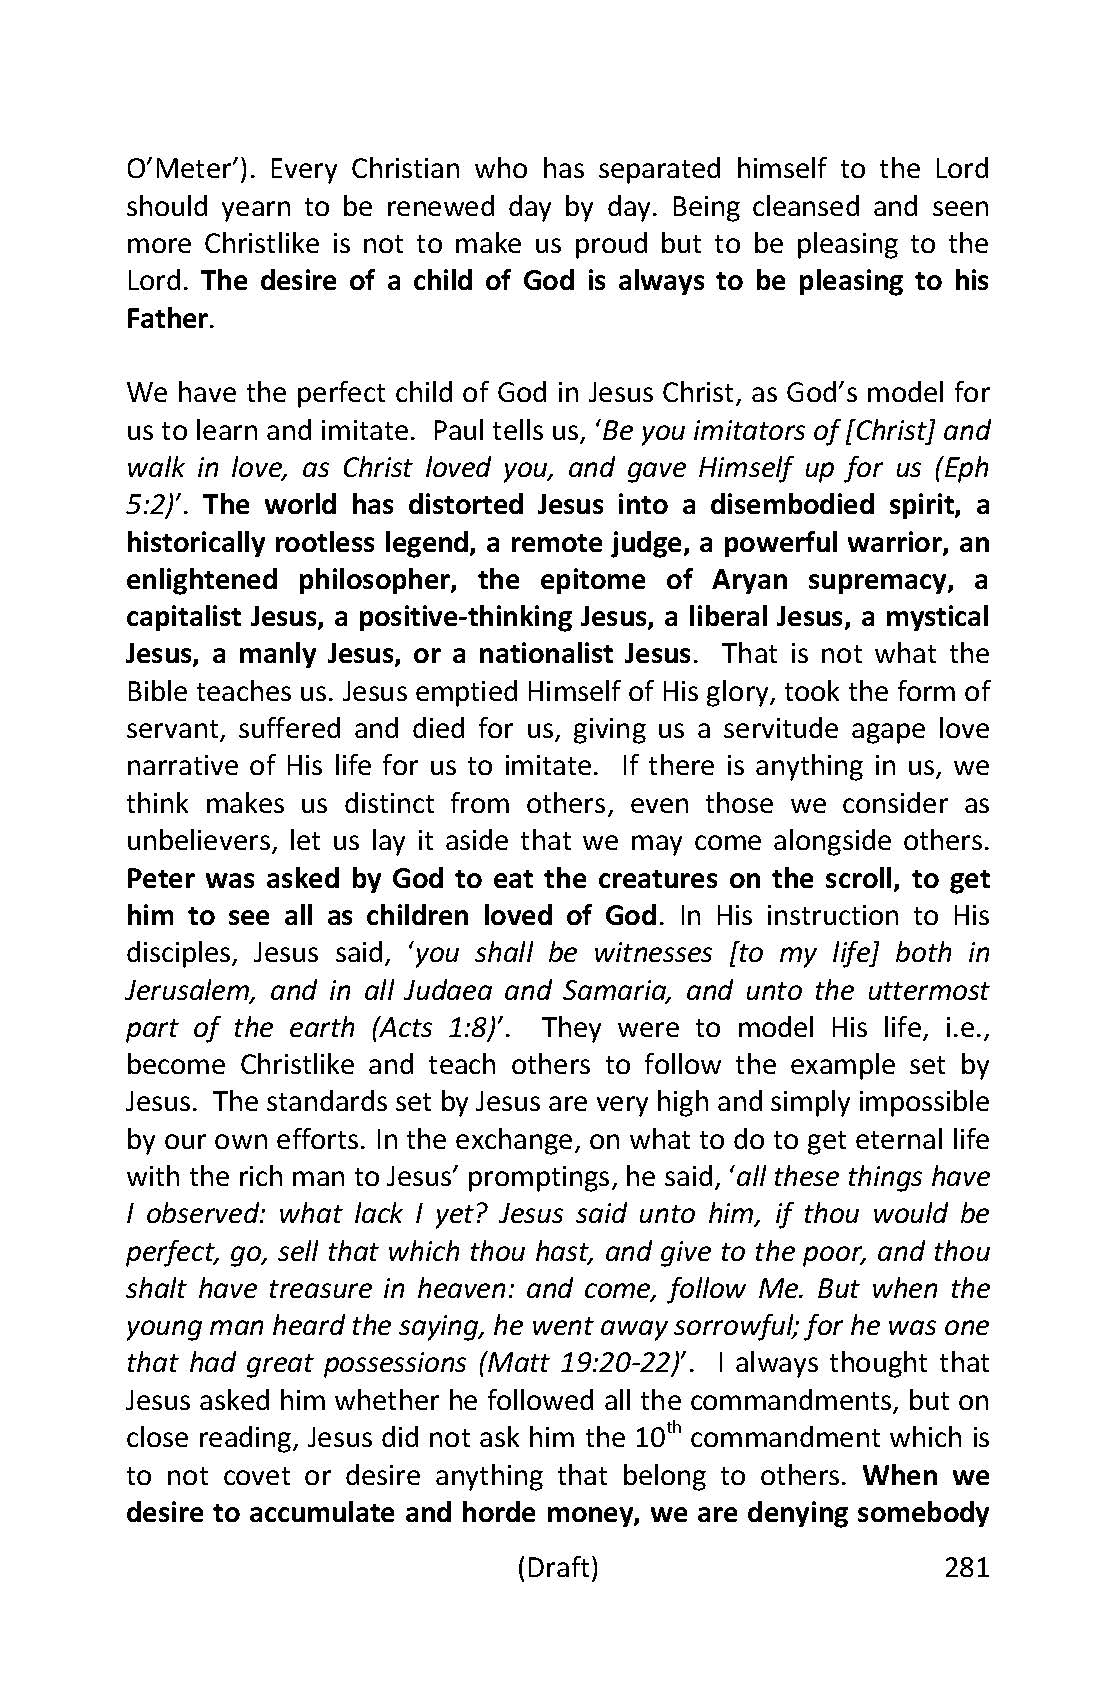 O’Meter’). Every Christian who has separated himself to the Lord
should yearn to be renewed day by day. Being cleansed and seen
more Christlike is not to make us proud but to be pleasing to the
Lord. The desire of a child of God is always to be pleasing to his
Father.
We have the perfect child of God in Jesus Christ, as God’s model for
us to learn and imitate.  Paul tells us, ‘Be you imitators of [Christ] and
walk in love, as Christ loved you, and gave Himself up for us (Eph
5:2)’. The world has distorted Jesus into a disembodied spirit, a
historically rootless legend, a remote judge, a powerful warrior, an
enlightened philosopher, the epitome of Aryan supremacy, a
capitalist Jesus, a positive-thinking Jesus, a liberal Jesus, a mystical
Jesus, a manly Jesus, or a nationalist Jesus.  That is not what the
Bible teaches us. Jesus emptied Himself of His glory, took the form of
servant, suffered and died for us, giving us a servitude agape love
narrative of His life for us to imitate.  If there is anything in us, we
think makes us distinct from others, even those we consider as
unbelievers, let us lay it aside that we may come alongside others.
Peter was asked by God to eat the creatures on the scroll, to get
him to see all as children loved of God. In His instruction to His
disciples, Jesus said, ‘you shall be witnesses [to my life] both in
Jerusalem, and in all Judaea and Samaria, and unto the uttermost
part of the earth (Acts 1:8)’.  They were to model His life, i.e.,
become Christlike and teach others to follow the example set by
Jesus.  The standards set by Jesus are very high and simply impossible
by our own efforts. In the exchange, on what to do to get eternal life
with the rich man to Jesus’ promptings, he said, ‘all these things have
I observed: what lack I yet? Jesus said unto him, if thou would be
perfect, go, sell that which thou hast, and give to the poor, and thou
shalt have treasure in heaven: and come, follow Me. But when the
young man heard the saying, he went away sorrowful; for he was one
that had great possessions (Matt 19:20-22)’.  I always thought that
Jesus asked him whether he followed all the commandments, but on
close reading, Jesus did not ask him the 10th commandment which is
to not covet or desire anything that belong to others. When we
desire to accumulate and horde money, we are denying somebody
(Draft) 281